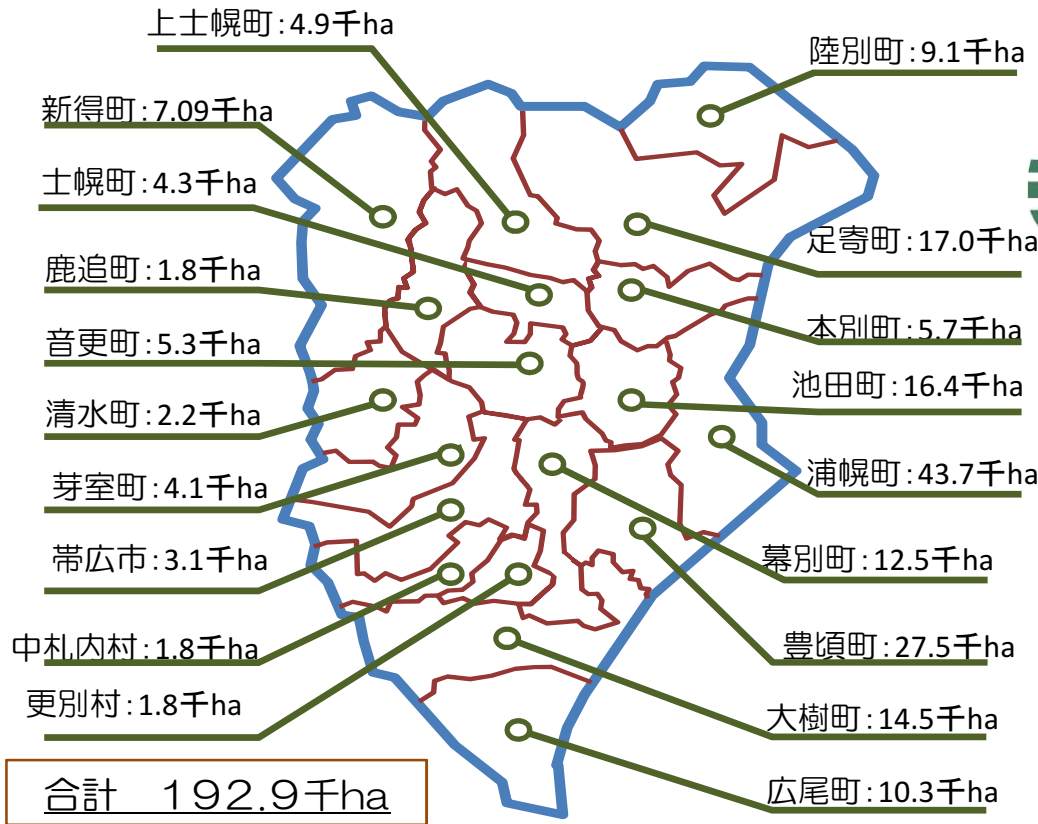 上士幌町:4.9千ha
陸別町:9.1千ha
新得町:7.09千ha
士幌町:4.3千ha
足寄町:17.0千ha
鹿追町:1.8千ha
本別町:5.7千ha
音更町:5.3千ha
池田町:16.4千ha
清水町:2.2千ha
浦幌町:43.7千ha
芽室町:4.1千ha
帯広市:3.1千ha
幕別町:12.5千ha
中札内村:1.8千ha
豊頃町:27.5千ha
更別村:1.8千ha
大樹町:14.5千ha
広尾町:10.3千ha
合計 192.9千ha